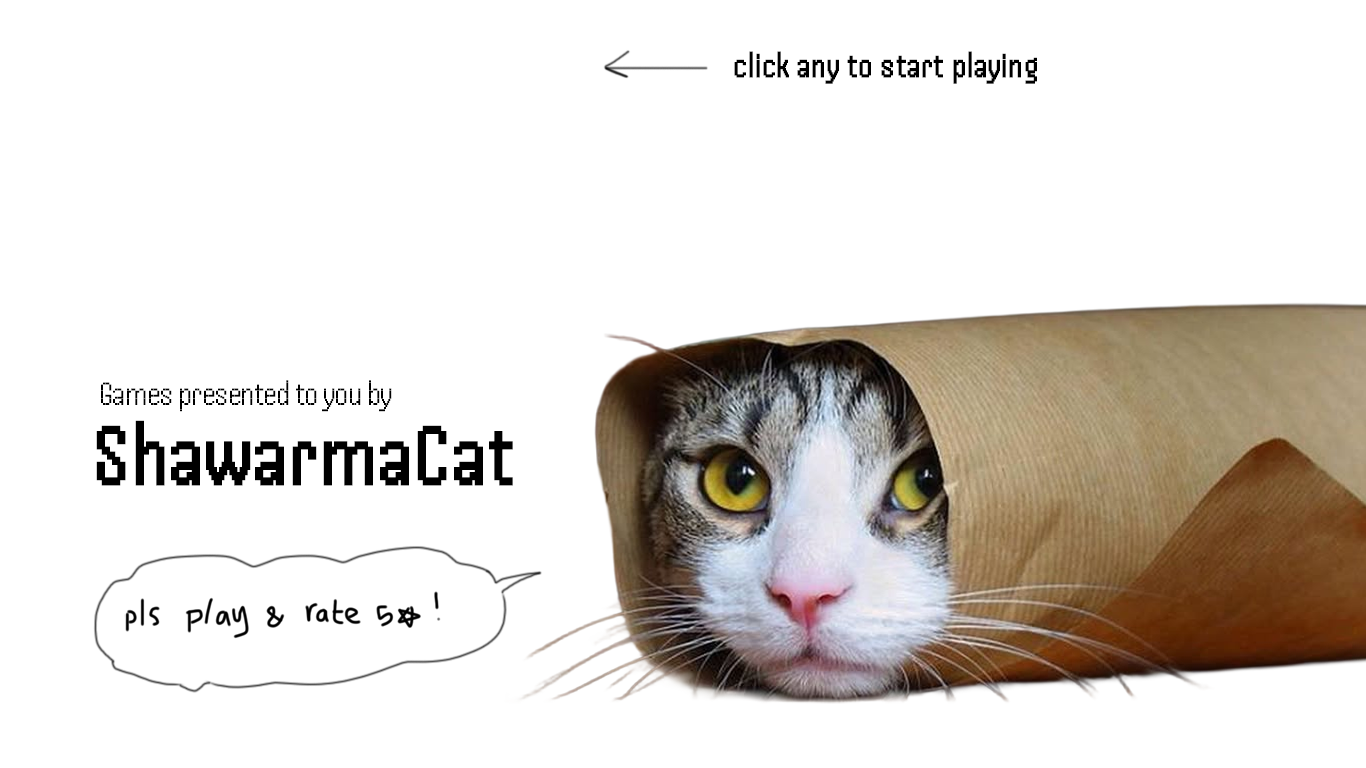 click any to start playing
Games presented to you by
ShawarmaCat
pls play & rate 5☆!